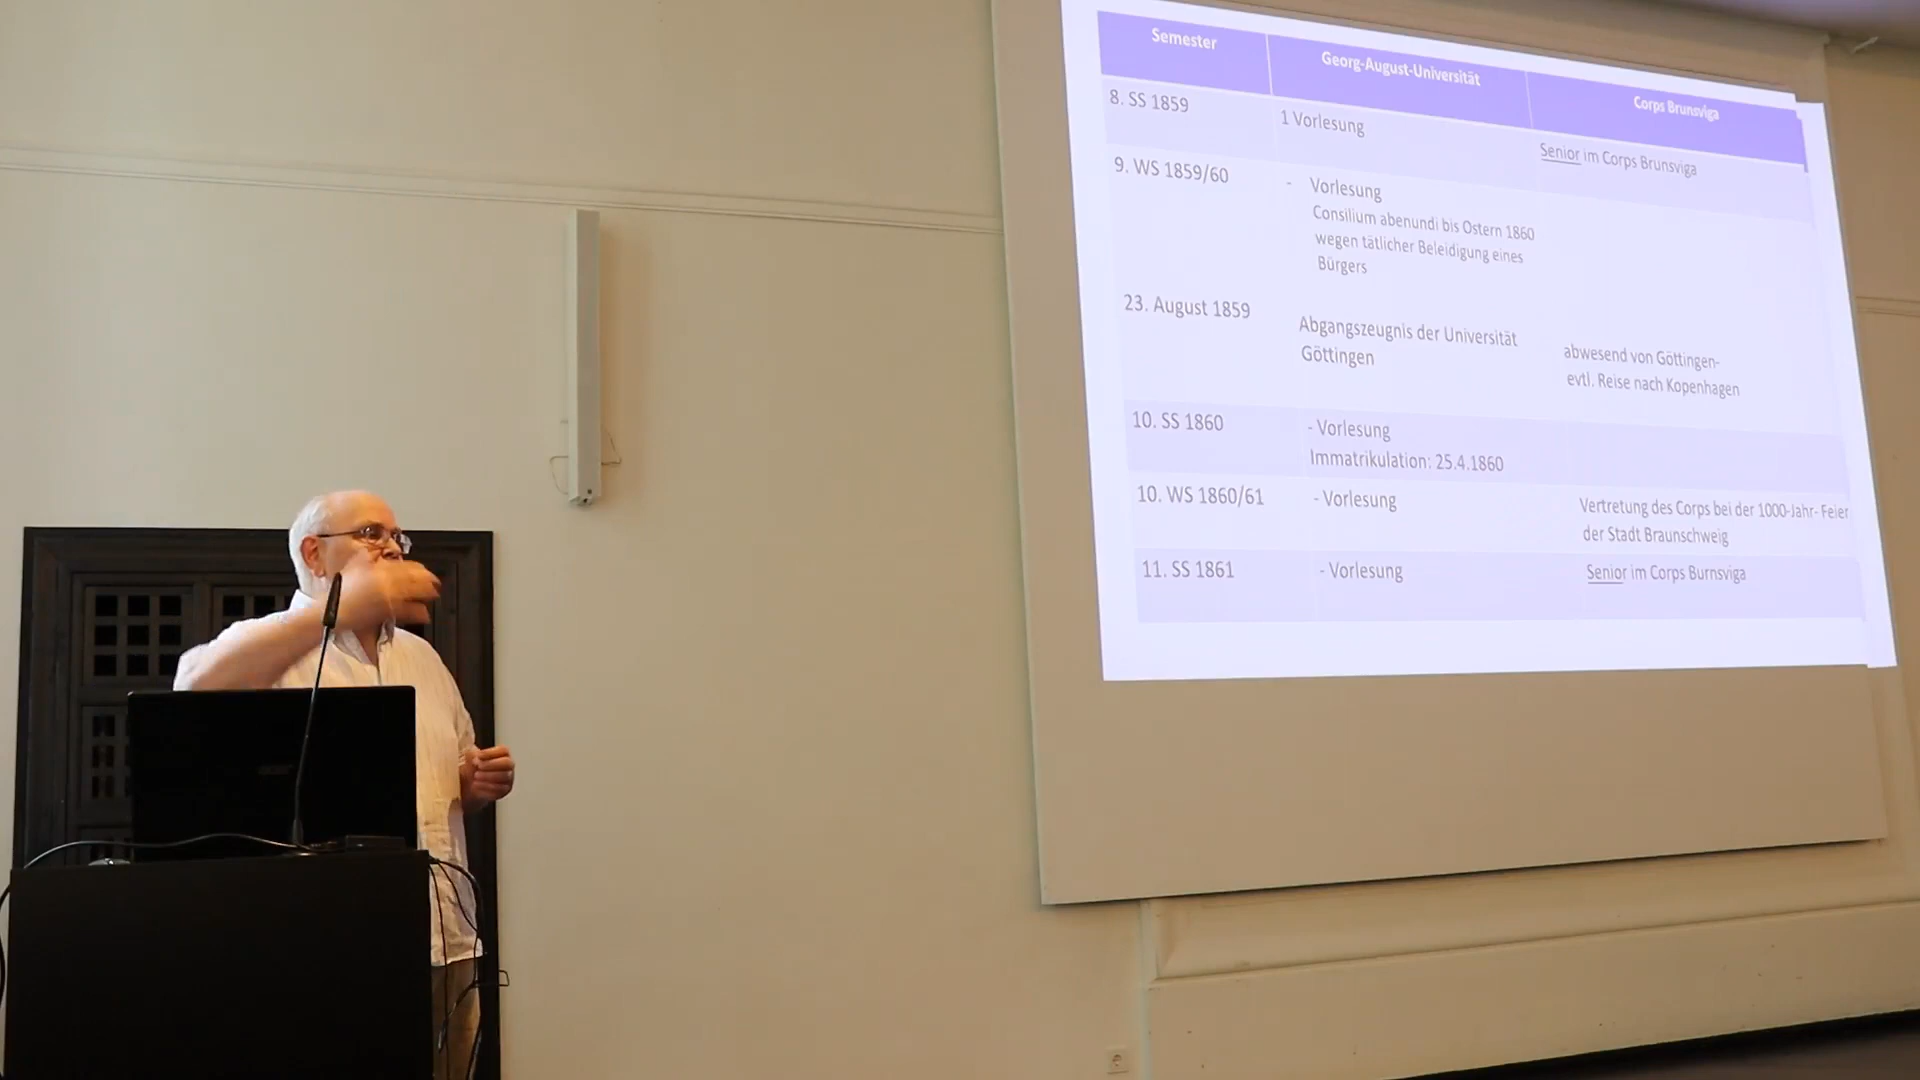 Semester
Georg-August-Universität
Corps Brunsviga
8. SS 1859
1 Vorlesung
Senior im Corps Brunsviga
9. WS 1859/60
- Vorlesung
Consilium abenundi bis Ostern 1860
wegen tätlicher Beleidigung eines
Bürgers
23. August 1859
Abgangszeugnis der Universität
Göttingen
abwesend von Göttingen-
evtl. Reise nach Kopenhagen
10. SS 1860
- Vorlesung
Immatrikulation: 25.4.1860
10. WS 1860/61
- Vorlesung
Vertretung des Corps bei der 1000-Jahr- Feier
der Stadt Braunschweig
11. SS 1861
- Vorlesung
Senior im Corps Burnsviga